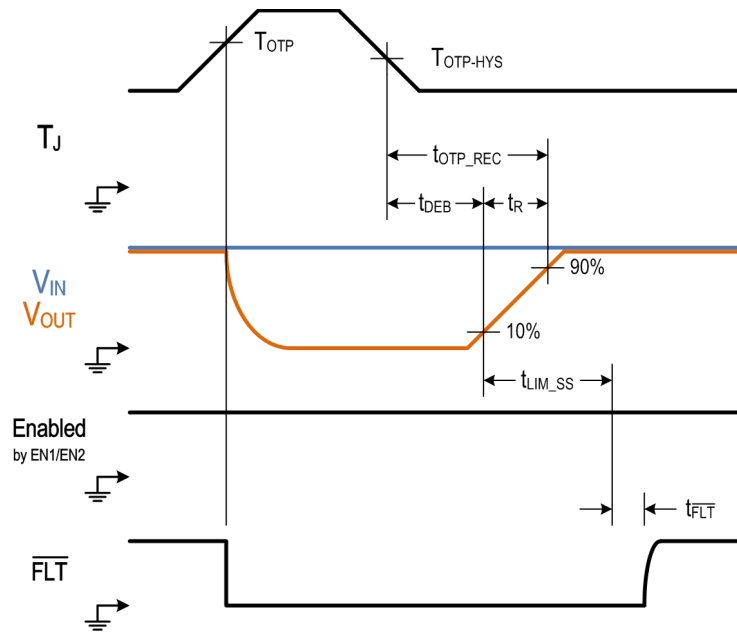 TOTP
TOTP-HYS
TJ
tOTP_REC
tDEB
tR
VIN
VOUT
90%
10%
tLIM_SS
Enabled
by EN1/EN2
tFLT
FLT